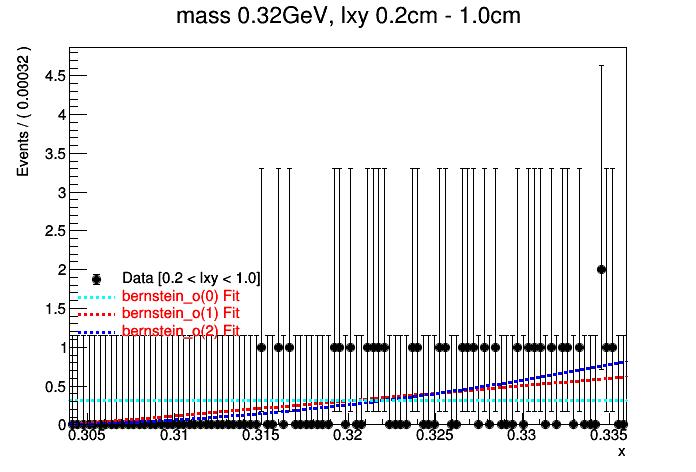 mass 0.32GeV, lxy 0.2cm - 1.0cm
Events / ( 0.00032 )
4.5
4
3.5
3
2.5
2
1.5
1
0.5
0
Data [0.2 < lxy < 1.0]
bernstein_o(0) Fit
bernstein_o(1) Fit
bernstein_o(2) Fit
0.305 0.31 0.315 0.32 0.325 0.33 0.335
x